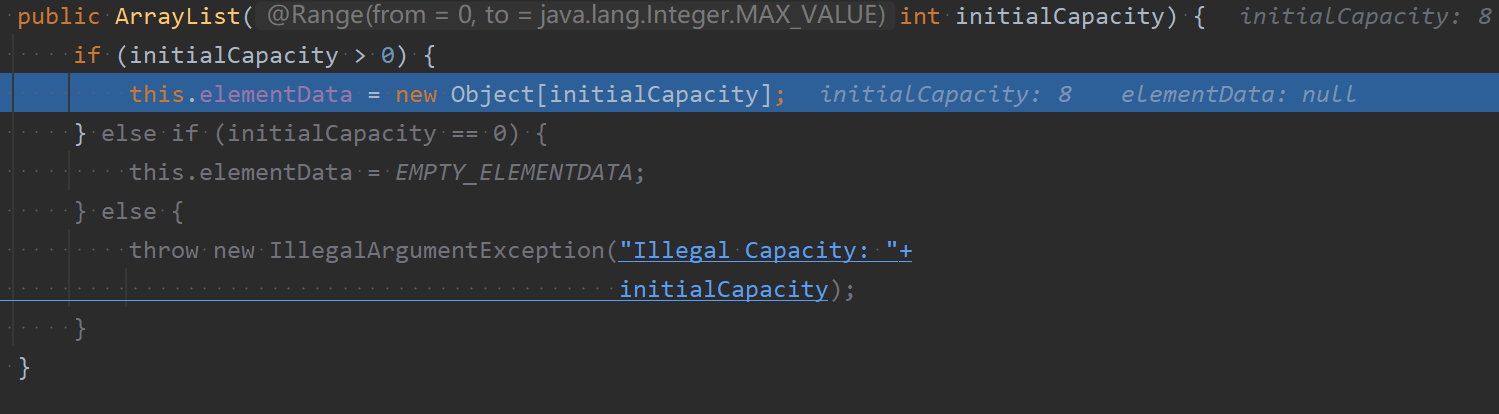 public ArrayList( @Range(from = 0, to = java.lang.Integer.MAX_VALUE) int initialCapacity) { initialCapacity: 8
if (initialCapacity > 0) {
this.elementData = new Object[initialCapacity]; initialCapacity: 8 elementData: null
} else if (initialCapacity == 0) {
this.elementData = EMPTY_ELEMENTDATA;
} else {
throw new IllegalArgumentException("Illegal Capacity: "+
initialCapacity);
}
}